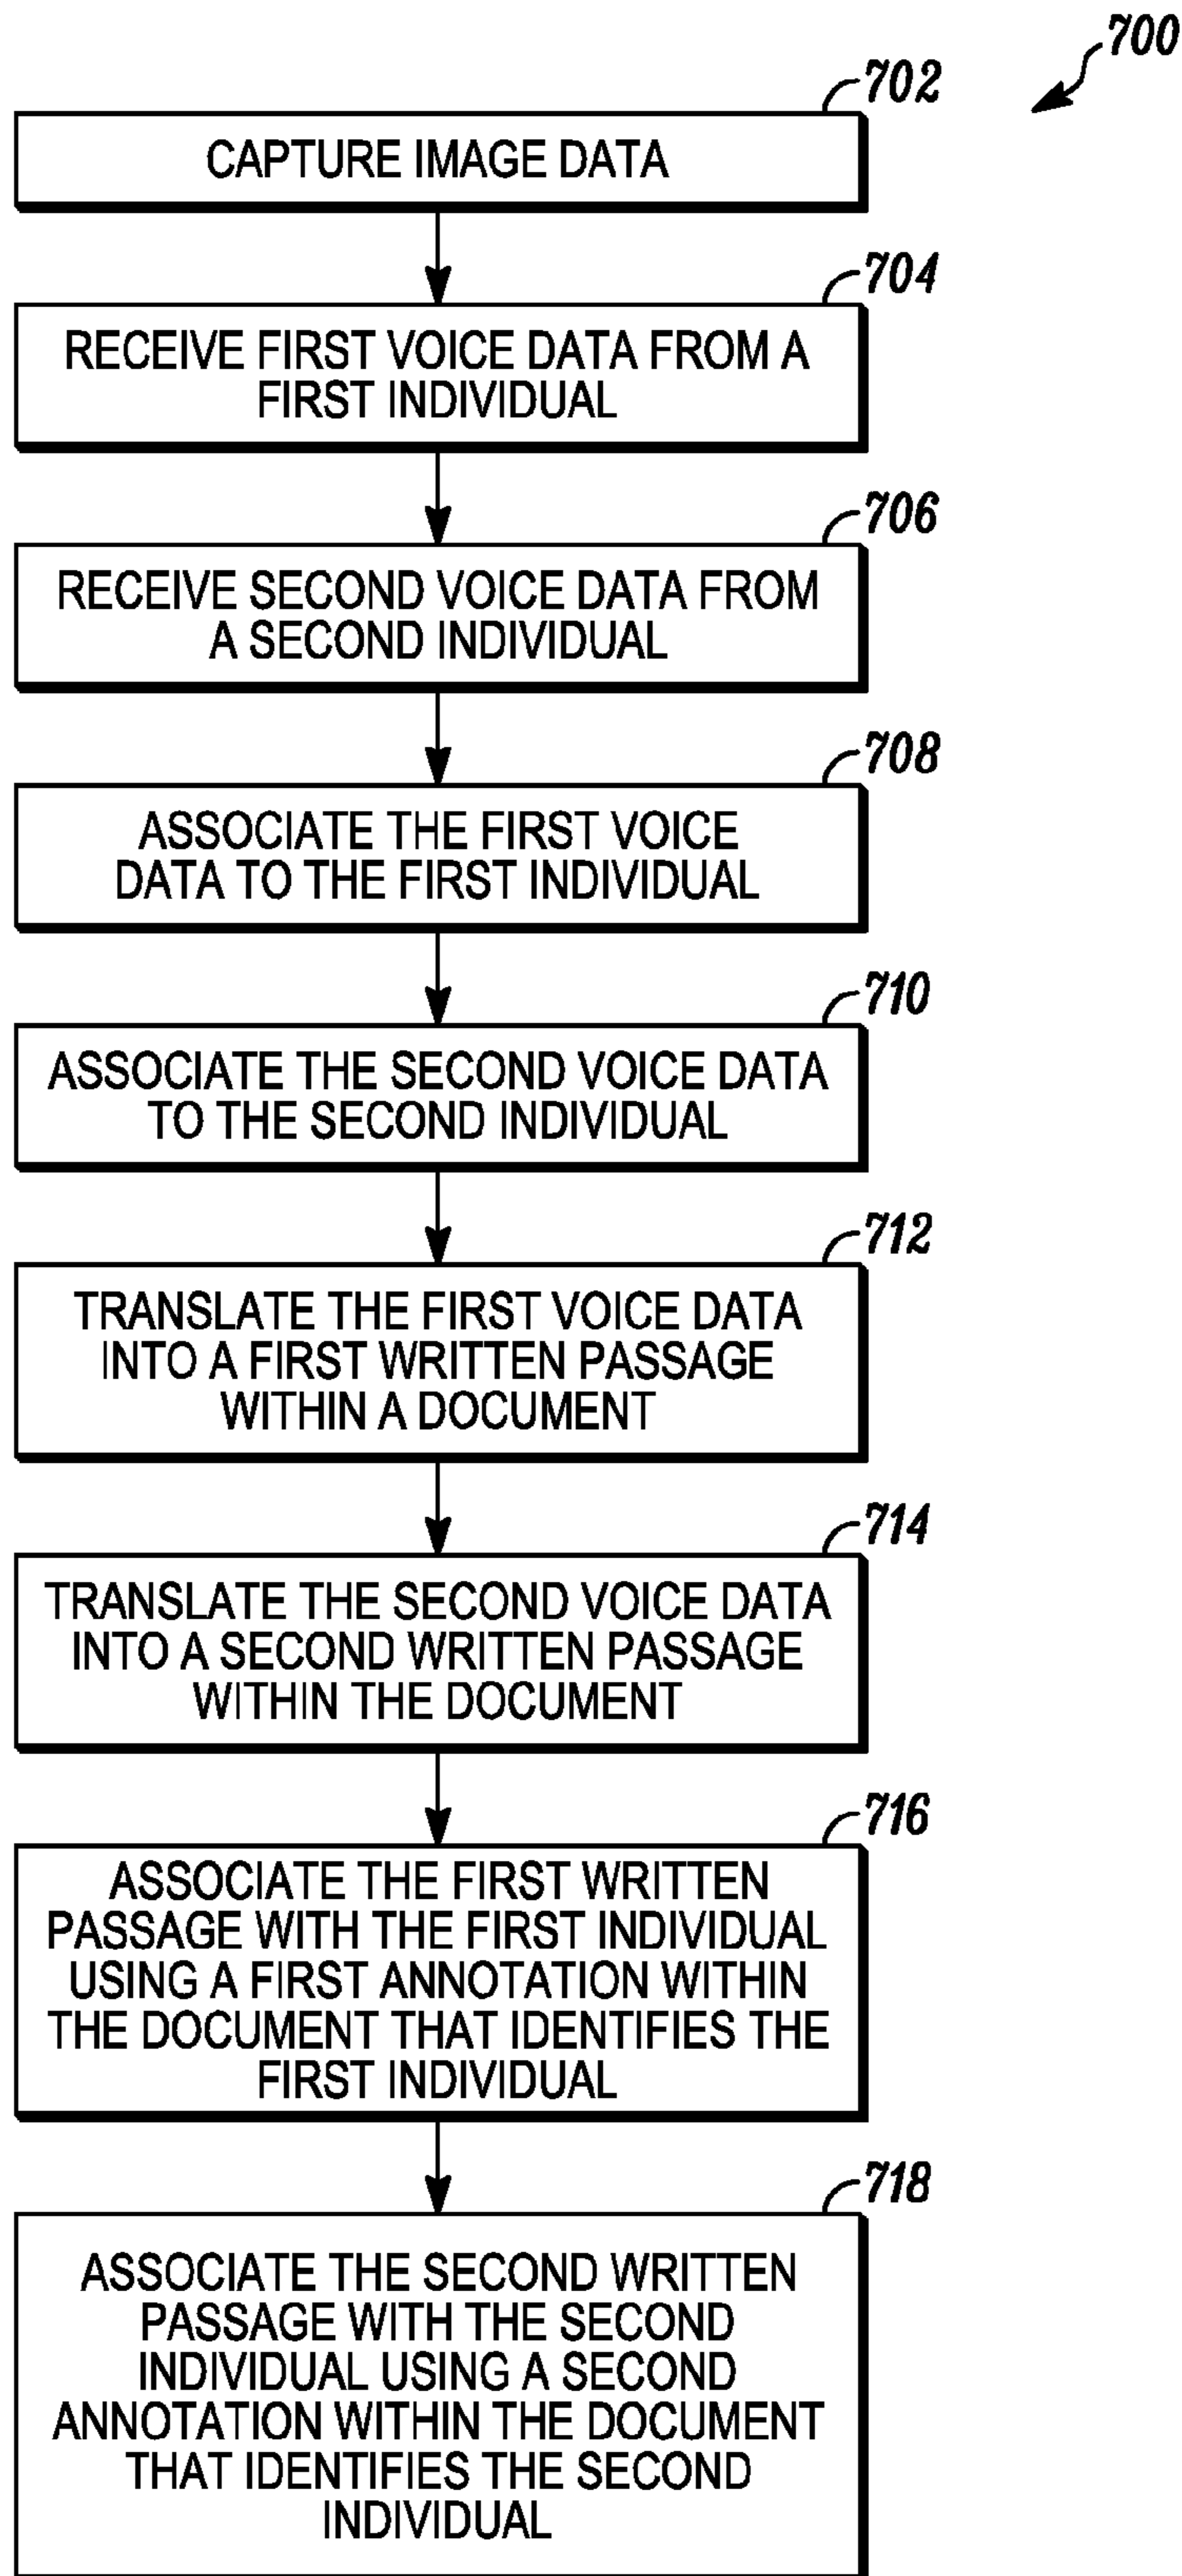 700
702
CAPTURE IMAGE DATA
704
RECEIVE FIRST VOICE DATA FROM A
FIRST INDIVIDUAL
706
RECEIVE SECOND VOICE DATA FROM
A SECOND INDIVIDUAL
708
ASSOCIATE THE FIRST VOICE
DATA TO THE FIRST INDIVIDUAL
710
ASSOCIATE THE SECOND VOICE DATA
TO THE SECOND INDIVIDUAL
712
TRANSLATE THE FIRST VOICE DATA
INTO A FIRST WRITTEN PASSAGE
WITHIN A DOCUMENT
714
TRANSLATE THE SECOND VOICE DATA
INTO A SECOND WRITTEN PASSAGE
WITHIN THE DOCUMENT
716
ASSOCIATE THE FIRST WRITTEN
PASSAGE WITH THE FIRST INDIVIDUAL
USING A FIRST ANNOTATION WITHIN
THE DOCUMENT THAT IDENTIFIES THE
FIRST INDIVIDUAL
718
ASSOCIATE THE SECOND WRITTEN
PASSAGE WITH THE SECOND
INDIVIDUAL USING A SECOND
ANNOTATION WITHIN THE DOCUMENT
THAT IDENTIFIES THE SECOND
INDIVIDUAL